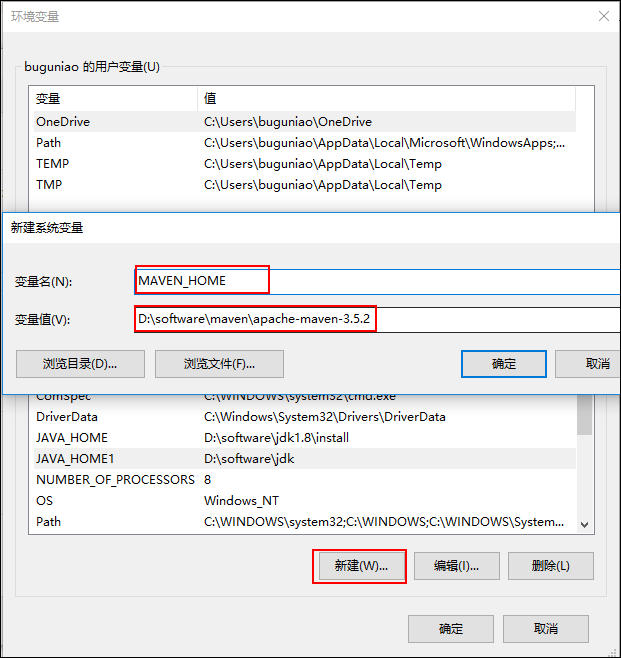 环境变量
buguniao 的用户变量(U)
变量 值
OneDrive C:\Users\buguniao\OneDrive
Path C:\Users\buguniao\AppData\Local\Microsoft\WindowsApps;...
TEMP C:\Users\buguniao\AppData\Local\Temp
TMP C:\Users\buguniao\AppData\Local\Temp
新建系统变量
变量名(N): MAVEN_HOME
变量值(V): D:\software\maven\apache-maven-3.5.2
浏览目录(D)... 浏览文件(F)... 确定 取消
ComSpec C:\WINDOWS\system32\cmd.exe
DriverData C:\Windows\System32\Drivers\DriverData
JAVA_HOME D:\software\jdk1.8\install
JAVA_HOME1 D:\software\jdk
NUMBER_OF_PROCESSORS 8
OS Windows_NT
Path C:\WINDOWS\system32;C:\WINDOWS;C:\WINDOWS\System...
新建(W)... 编辑(I)... 删除(L)
确定 取消